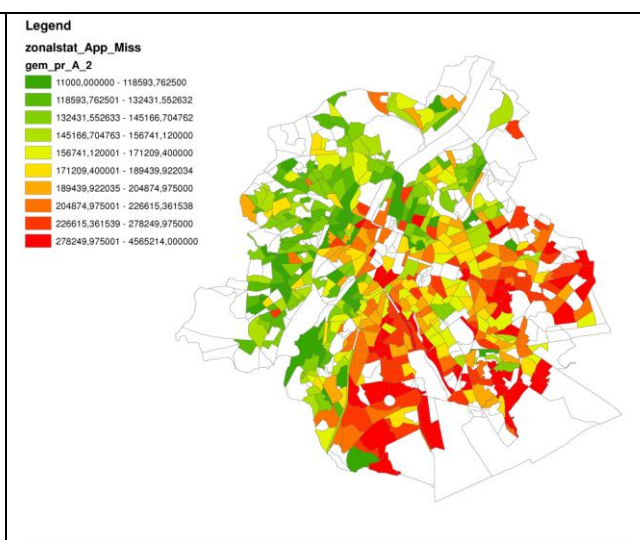 Legend
zonalstat_App_Miss
gem_pr_A_2
11000,000000 - 118593,762500
118593,762501 - 132431,552632
132431,552633 - 145166,704762
145166,704763 - 156741,120000
156741,120001 - 171209,400000
171209,400001 - 189439,922034
189439,922035 - 204874,975000
204874,975001 - 226615,361538
226615,361539 - 278249,975000
278249,975001 - 4565214,000000